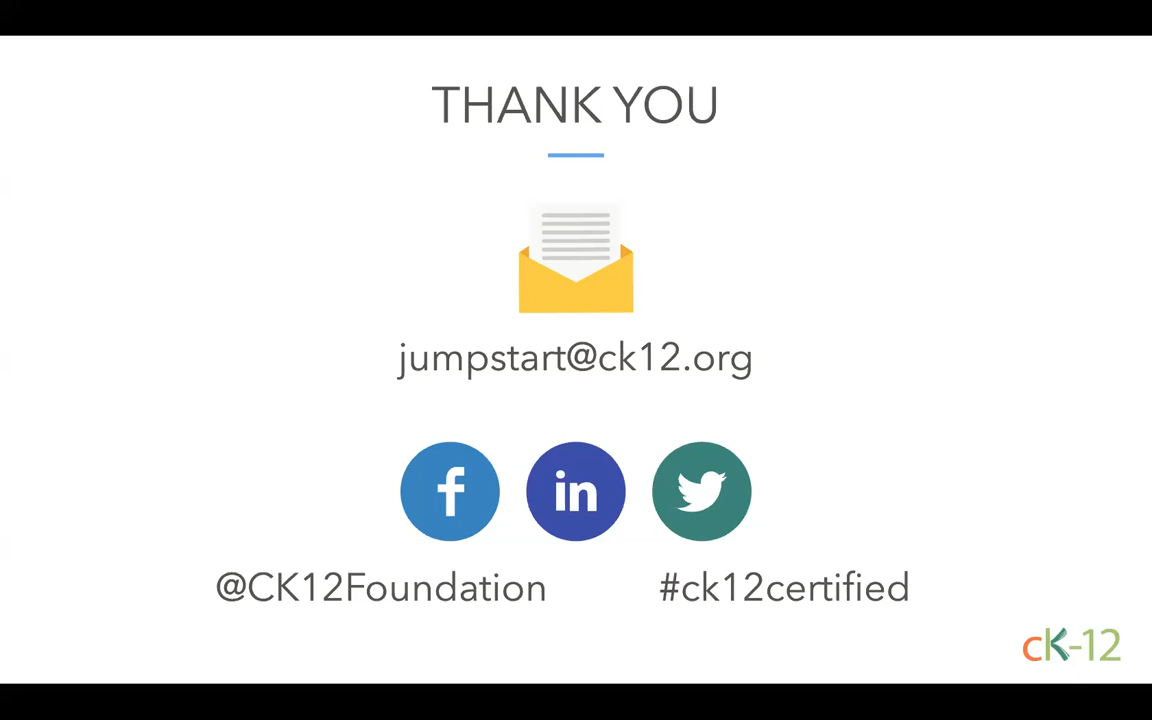 THANK YOU
jumpstart@ck12.org
f in
@CK12Foundation #ck12certified
cK-12